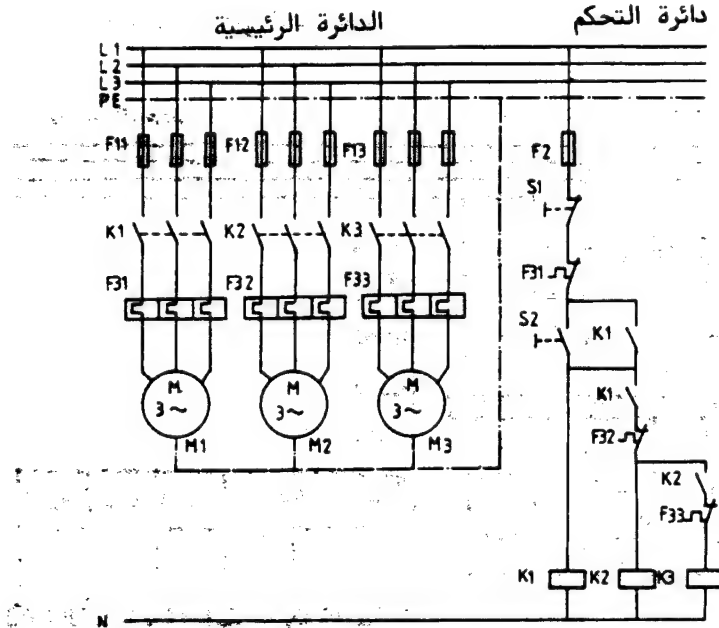 الدائرة الرئيسية
دائرة التحكم
L1
L2
L3
PE
F11 F12 F13 F2
S1
K1 K2 K3
F31 F32 F33 F31
S2 K1
M 3~ M 3~ M 3~
K1
M1 M2 M3
F32
K2
F33
K1 K2 K3
N